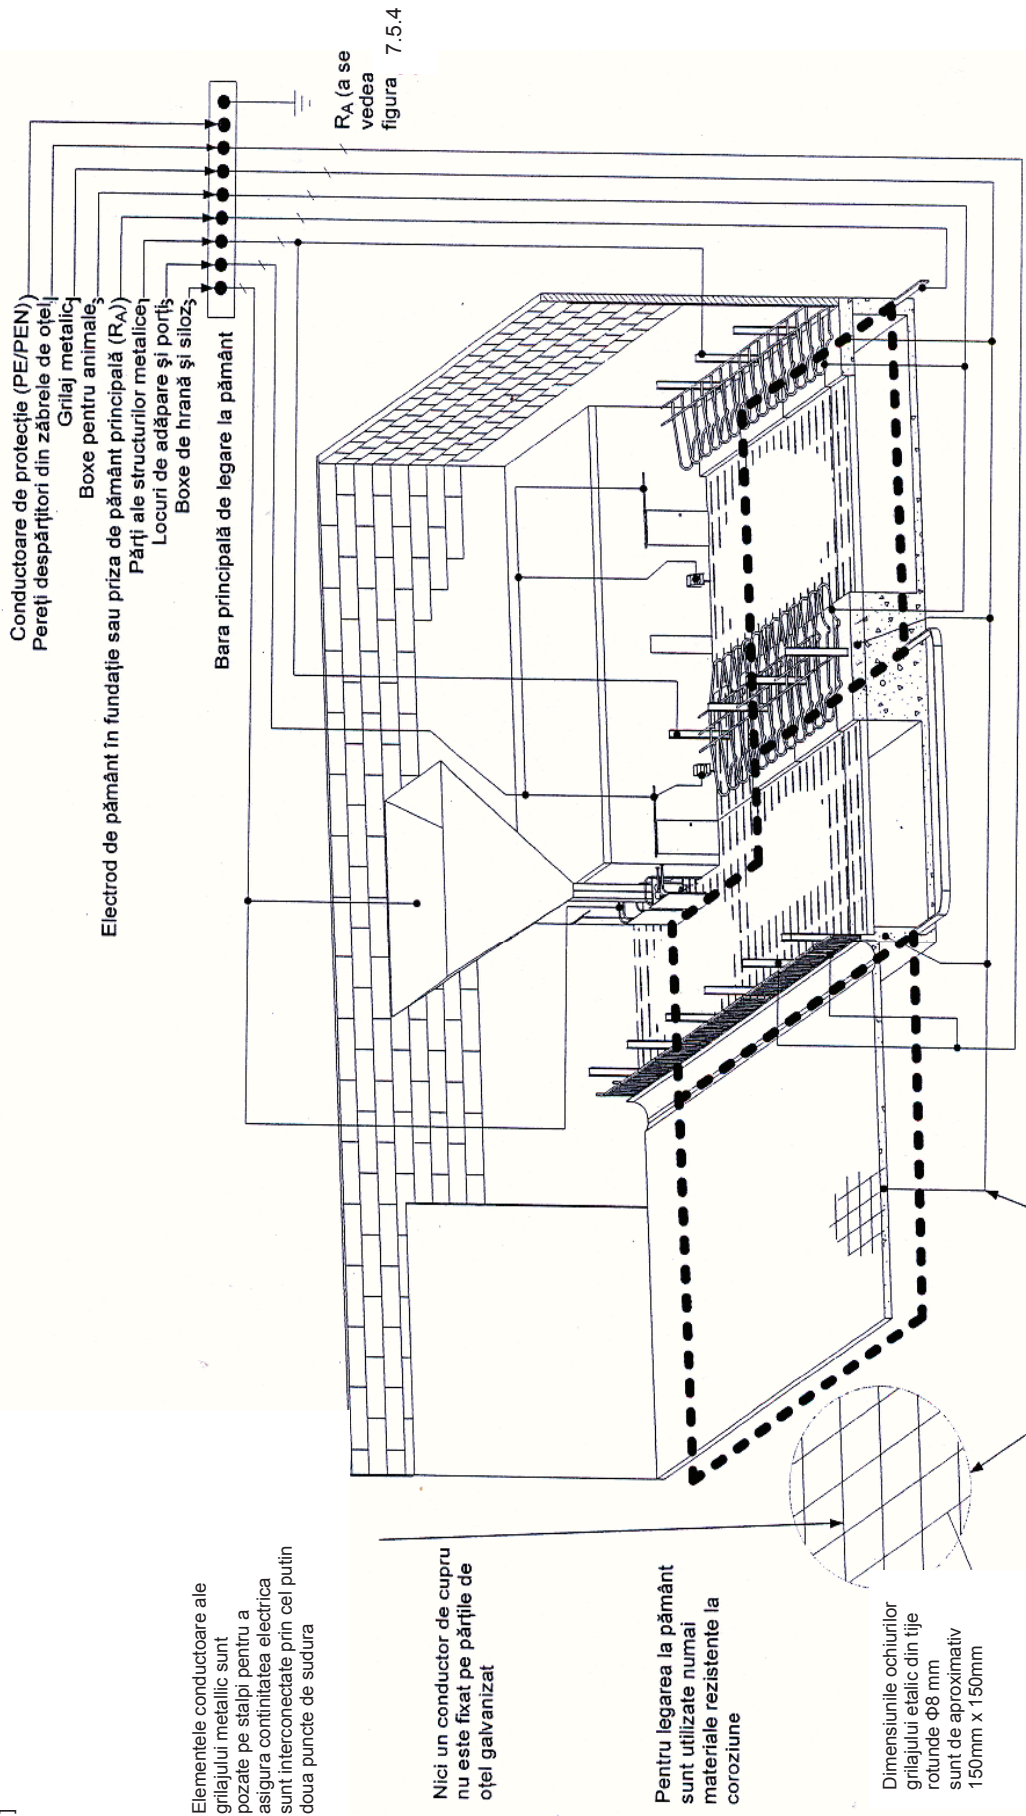 Conductoare de protecție (PE/PEN)
Pereți despărțitori din zăbrele de oțel
Grilaj metalic
Boxe pentru animale
Electrod de pământ în fundație sau priza de pământ principală (RA)
Părți ale structurilor metalice
Locuri de adăpare și porți
Boxe de hrană și siloz
Bara principală de legare la pământ
RA (a se
vedea
figura 7.5.4
Elementele conductoare ale
grilajului metallic sunt
pozate pe stalpi pentru a
asigura continitatea electrica
sunt interconectate prin cel putin
doua puncte de sudura
Nici un conductor de cupru
nu este fixat pe părțile de
oțel galvanizat
Pentru legarea la pământ
sunt utilizate numai
materiale rezistente la
coroziune
Dimensiunile ochiurilor
grilajului etalic din tije
rotunde Φ8 mm
sunt de aproximativ
150mm x 150mm
]